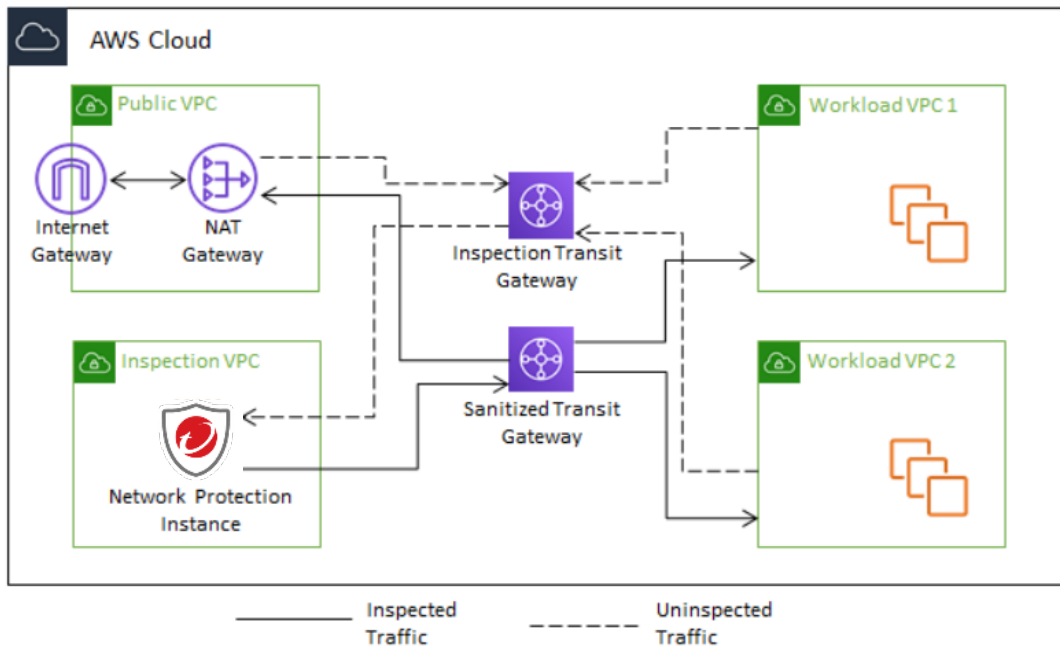 AWS Cloud
Public VPC
Workload VPC 1
Internet
Gateway
NAT
Gateway
Inspection Transit
Gateway
Inspection VPC
Workload VPC 2
Sanitized Transit
Gateway
Network Protection
Instance
Inspected
Traffic
Uninspected
Traffic